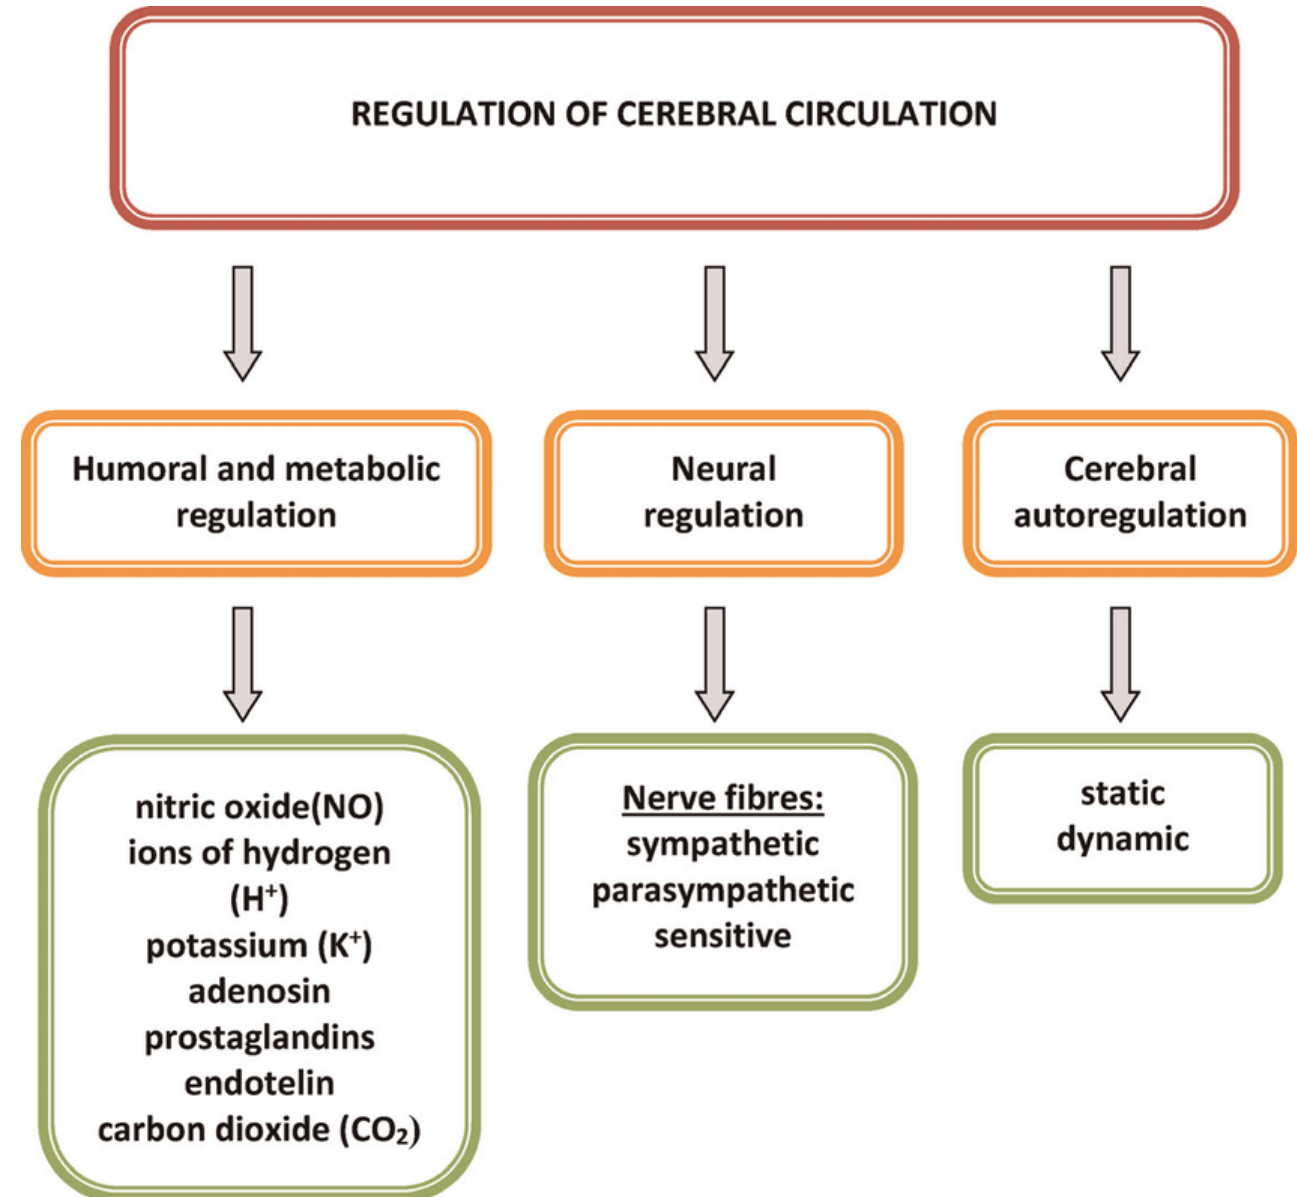 REGULATION OF CEREBRAL CIRCULATION
Humoral and metabolic
regulation
Neural
regulation
Cerebral
autoregulation
nitric oxide(NO)
ions of hydrogen
(H⁺)
potassium (K⁺)
adenosin
prostaglandins
endotelin
carbon dioxide (CO₂)
Nerve fibres:
sympathetic
parasympathetic
sensitive
static
dynamic